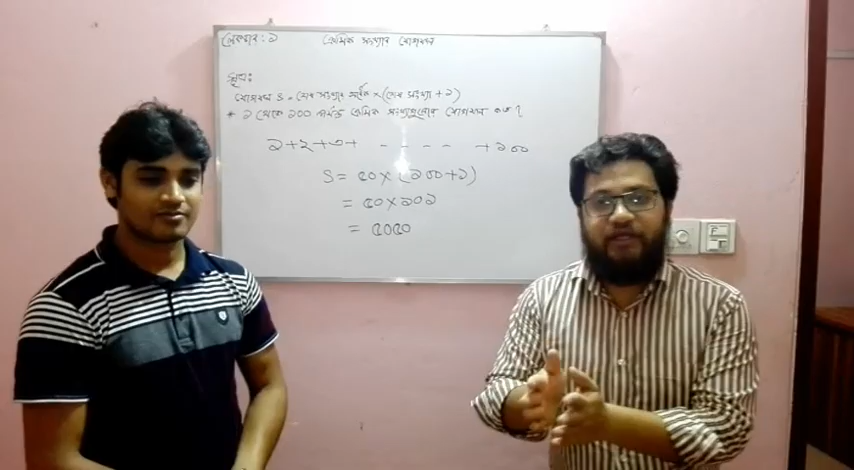 লেকচার: ১ ক্রমিক সংখ্যার যোগফল
সূত্র:
যোগফল S = শেষ সংখ্যার অর্ধেক × (শেষ সংখ্যা + ১)
* ১ থেকে ১০০ পর্যন্ত ক্রমিক সংখ্যাগুলোর যোগফল কত?
১+২+৩+ - - - - - +১০০
S = ৫০ × (১০০+১)
= ৫০ × ১০১
= ৫০৫০